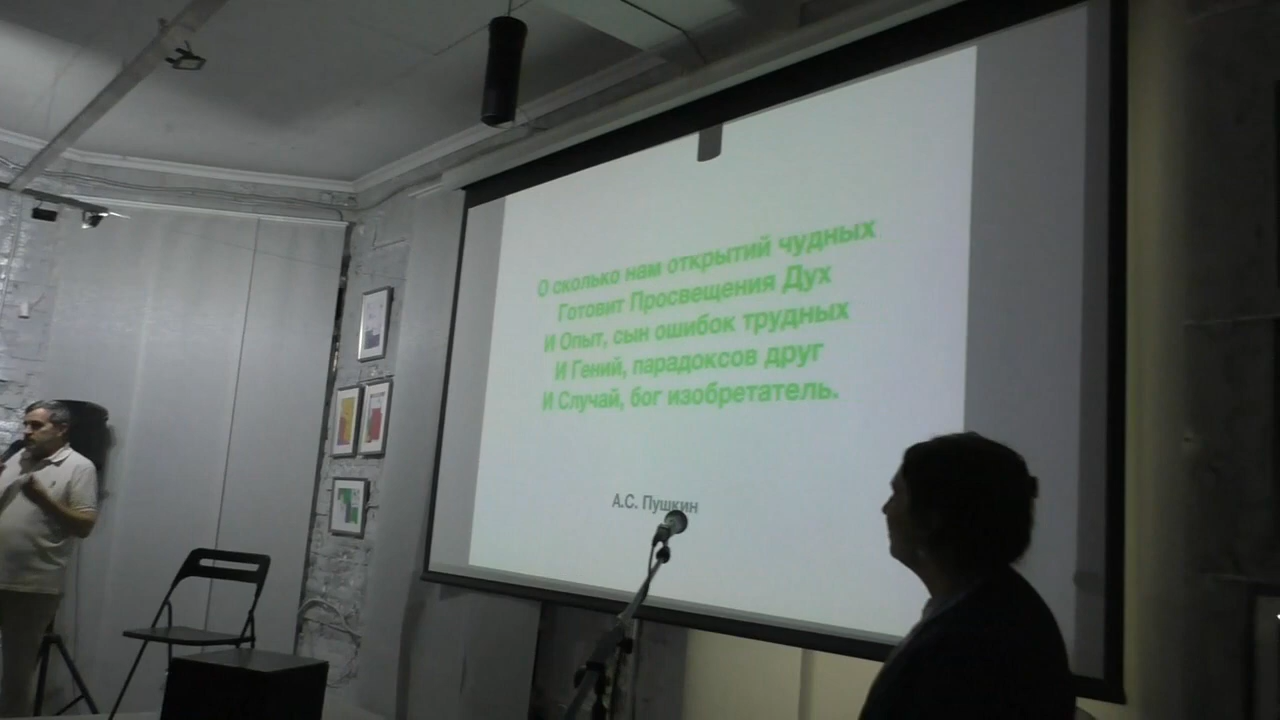 О сколько нам открытий чудных
Готовит Просвещения Дух
И Опыт, сын ошибок трудных
И Гений, парадоксов друг
И Случай, бог изобретатель.
А.С. Пушкин